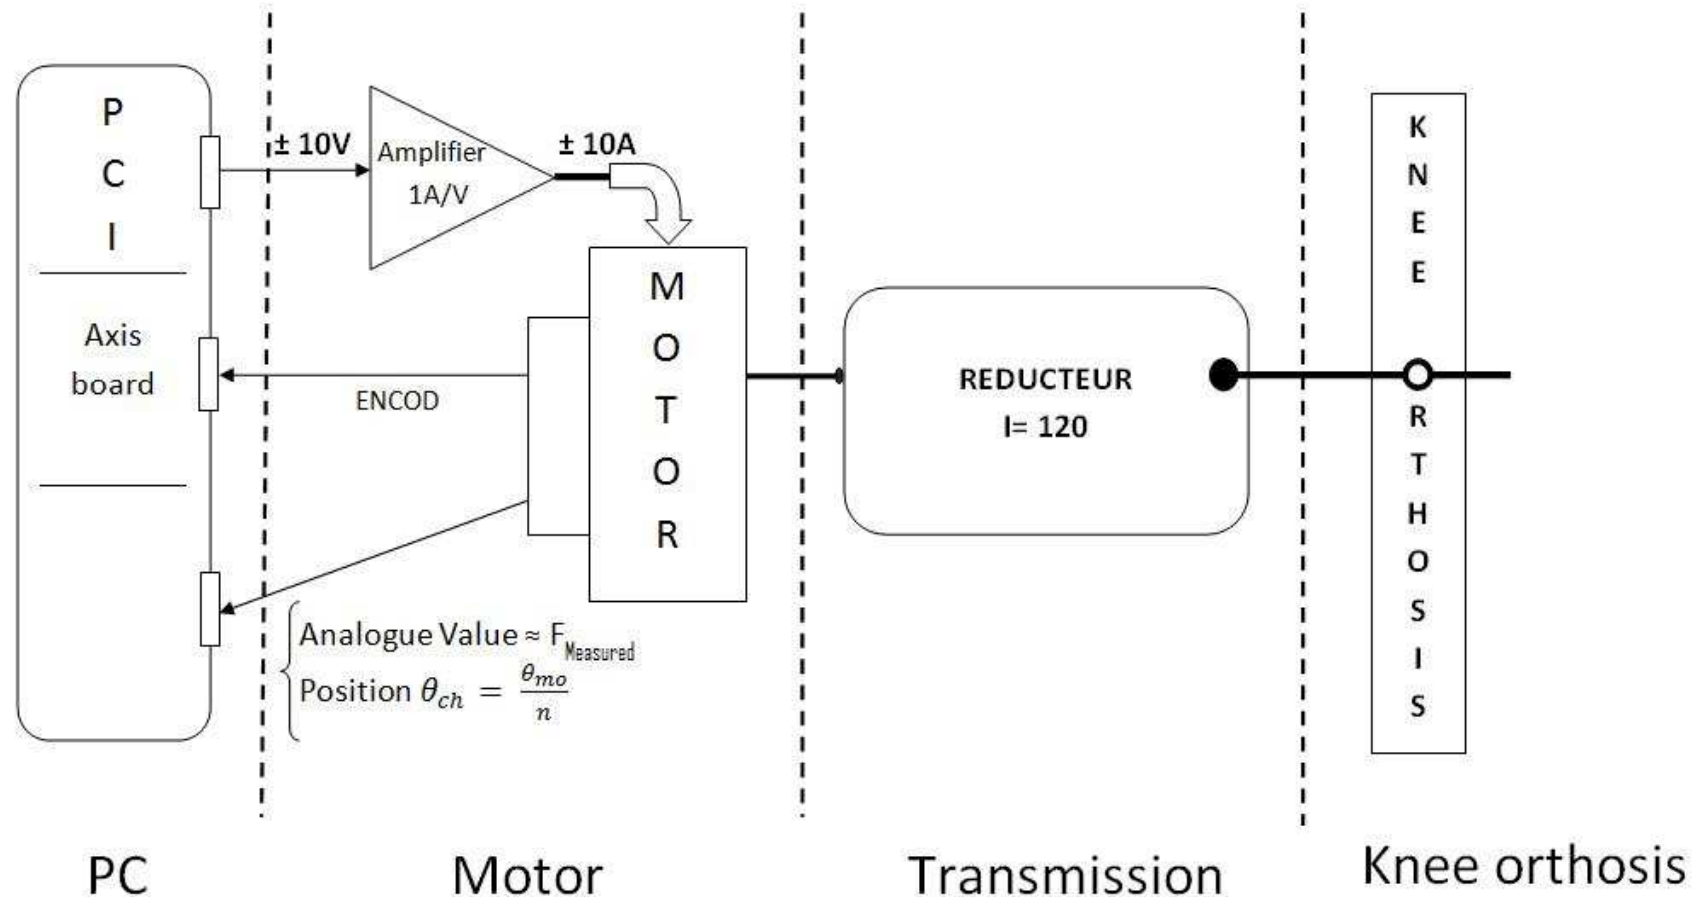 P
C
I
Axis
board
± 10V
Amplifier
1A/V
± 10A
ENCOD
M
O
T
O
R
Analogue Value ≈ F_Measured
Position θ_ch = θ_mo / n
REDUCTEUR
I= 120
K
N
E
E
R
T
H
O
S
I
S
PC
Motor
Transmission
Knee orthosis